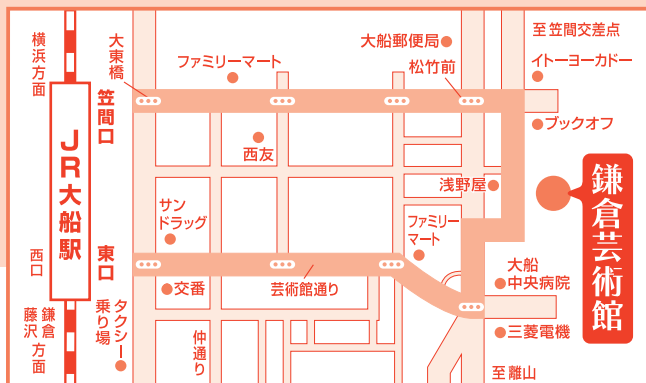 横浜方面
大東橋
ファミリーマート
大船郵便局
松竹前
至笠間交差点
イトーヨーカドー
ブックオフ
笠間口
西友
JR大船駅
浅野屋
鎌倉芸術館
サン
ドラッグ
ファミリー
マート
西口
東口
交番
芸術館通り
大船
中央病院
三菱電機
鎌倉
藤沢
方面
タクシー
乗り場
仲通り
至離山